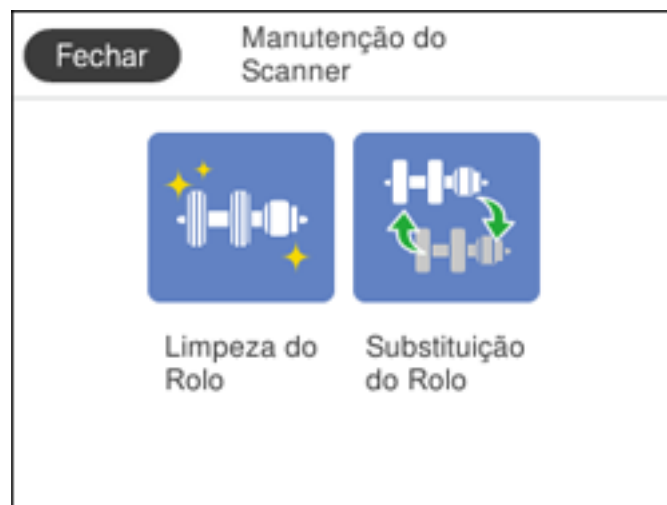 Fechar
Manutenção do
Scanner
Limpeza do
Rolo
Substituição
do Rolo